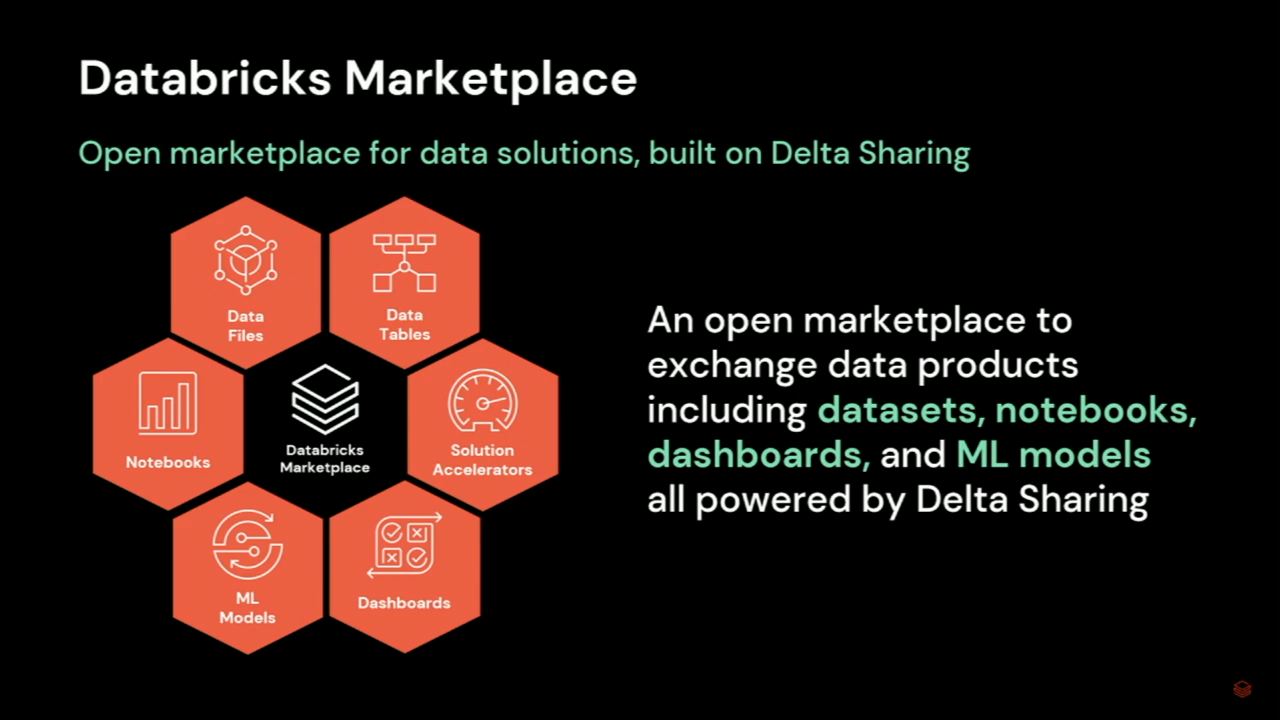 Databricks Marketplace
Open marketplace for data solutions, built on Delta Sharing
Data
Files
Data
Tables
Notebooks
Databricks
Marketplace
Solution
Accelerators
ML
Models
Dashboards
An open marketplace to
exchange data products
including datasets, notebooks,
dashboards, and ML models
all powered by Delta Sharing